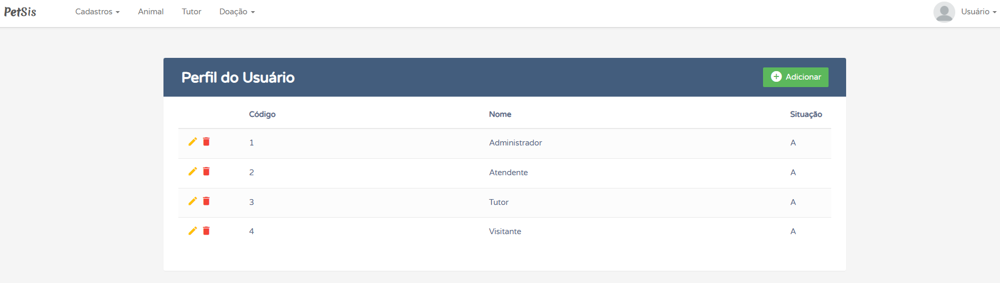 PetSis Cadastros Animal Tutor Doação Usuário
Perfil do Usuário Adicionar
Código Nome Situação
1 Administrador A
2 Atendente A
3 Tutor A
4 Visitante A